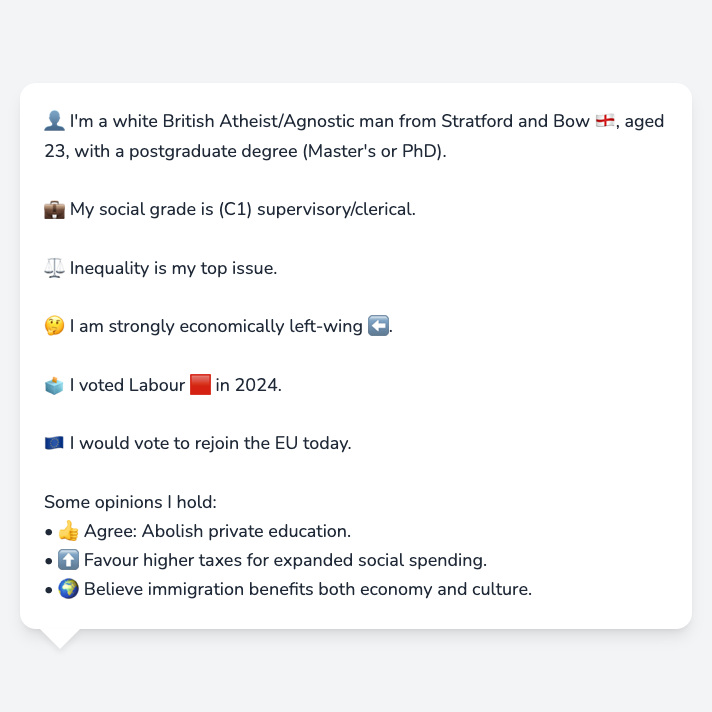 👤 I'm a white British Atheist/Agnostic man from Stratford and Bow 🏴󠁧󠁢󠁥󠁮󠁧󠁿, aged
23, with a postgraduate degree (Master's or PhD).
💼 My social grade is (C1) supervisory/clerical.
⚖️ Inequality is my top issue.
🤔 I am strongly economically left-wing ⬅️.
🗳️ I voted Labour 🟥 in 2024.
🇪🇺 I would vote to rejoin the EU today.
Some opinions I hold:
• 👍 Agree: Abolish private education.
• ⬆️ Favour higher taxes for expanded social spending.
• 🌍 Believe immigration benefits both economy and culture.